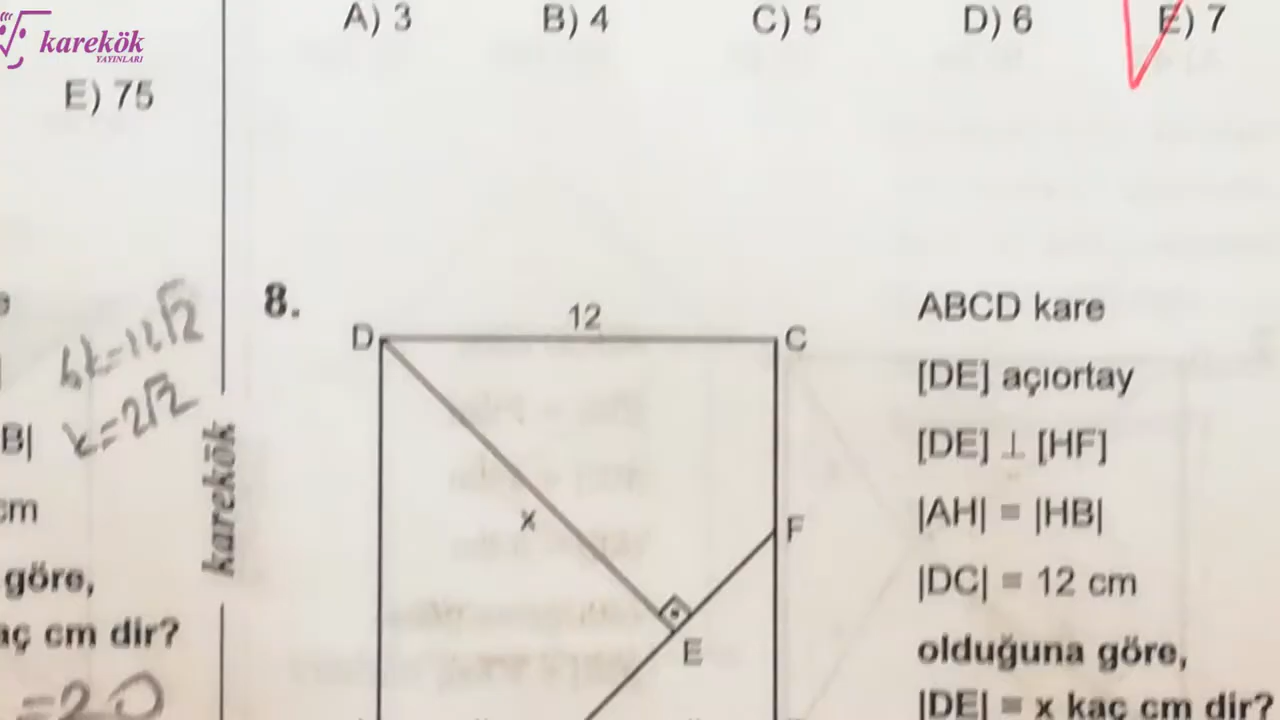 karekök
YAYINLARI
E) 75
A) 3 B) 4 C) 5 D) 6 E) 7
6k=12√2
k=2√2
B|
cm
göre,
aç cm dir?
=20
karekök
8.
12
D
C
x
F
E
ABCD kare
[DE] açıortay
[DE] ⊥ [HF]
|AH| = |HB|
|DC| = 12 cm
olduğuna göre,
|DE| = x kaç cm dir?